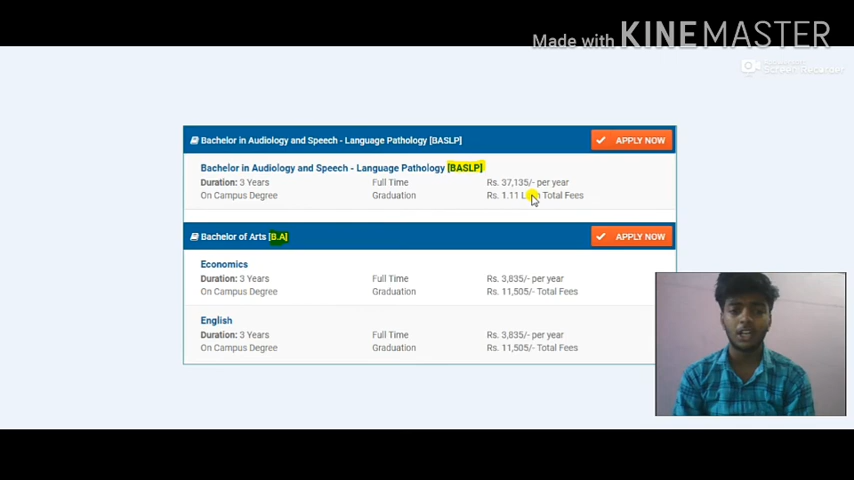 Made with KINEMASTER
Screen Recorder
Bachelor in Audiology and Speech - Language Pathology [BASLP]
APPLY NOW
Bachelor in Audiology and Speech - Language Pathology [BASLP]
Duration: 3 Years Full Time Rs. 37,135/- per year
On Campus Degree Graduation Rs. 1.11 Total Fees
Bachelor of Arts [B.A]
APPLY NOW
Economics
Duration: 3 Years Full Time Rs. 3,835/- per year
On Campus Degree Graduation Rs. 11,505/- Total Fees
English
Duration: 3 Years Full Time Rs. 3,835/- per year
On Campus Degree Graduation Rs. 11,505/- Total Fees